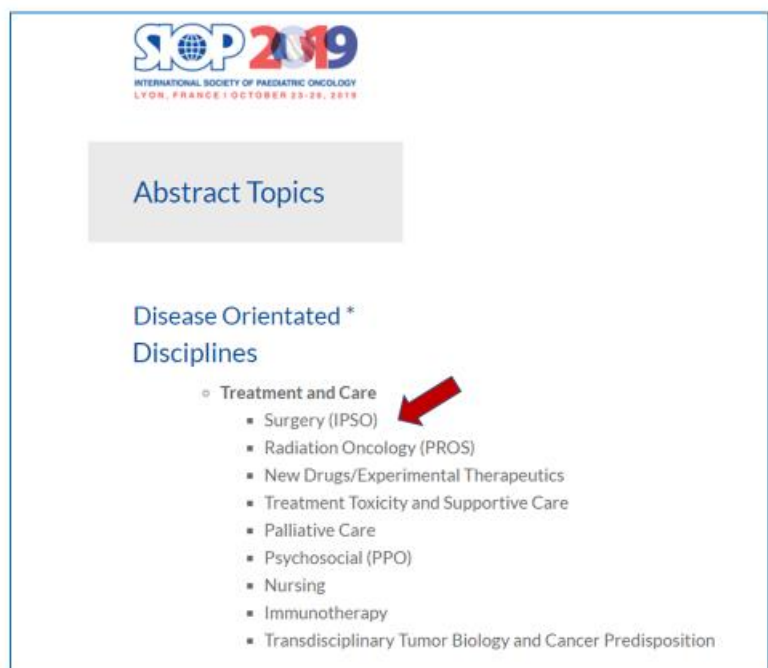 SIOP 2019
INTERNATIONAL SOCIETY OF PAEDIATRIC ONCOLOGY
LYON, FRANCE I OCTOBER 23-26, 2019
Abstract Topics
Disease Orientated *
Disciplines
Treatment and Care
Surgery (IPSO)
Radiation Oncology (PROS)
New Drugs/Experimental Therapeutics
Treatment Toxicity and Supportive Care
Palliative Care
Psychosocial (PPO)
Nursing
Immunotherapy
Transdisciplinary Tumor Biology and Cancer Predisposition